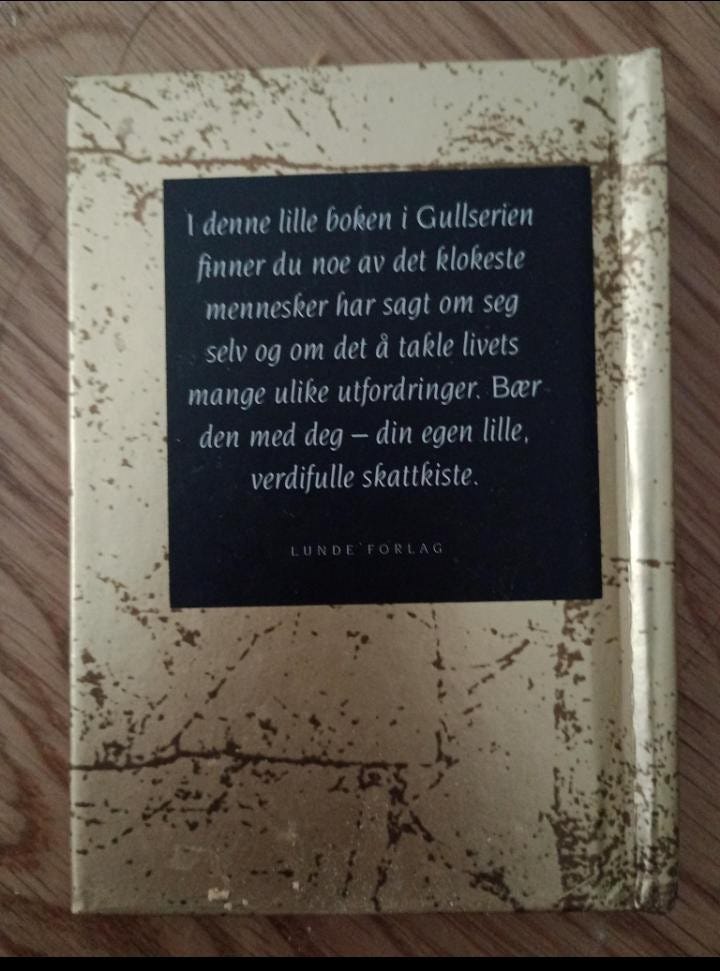 I denne lille boken i Gullserien
finner du noe av det klokeste
mennesker har sagt om seg
selv og om det å takle livets
mange ulike utfordringer. Bær
den med deg – din egen lille,
verdifulle skattkiste.
LUNDE FORLAG